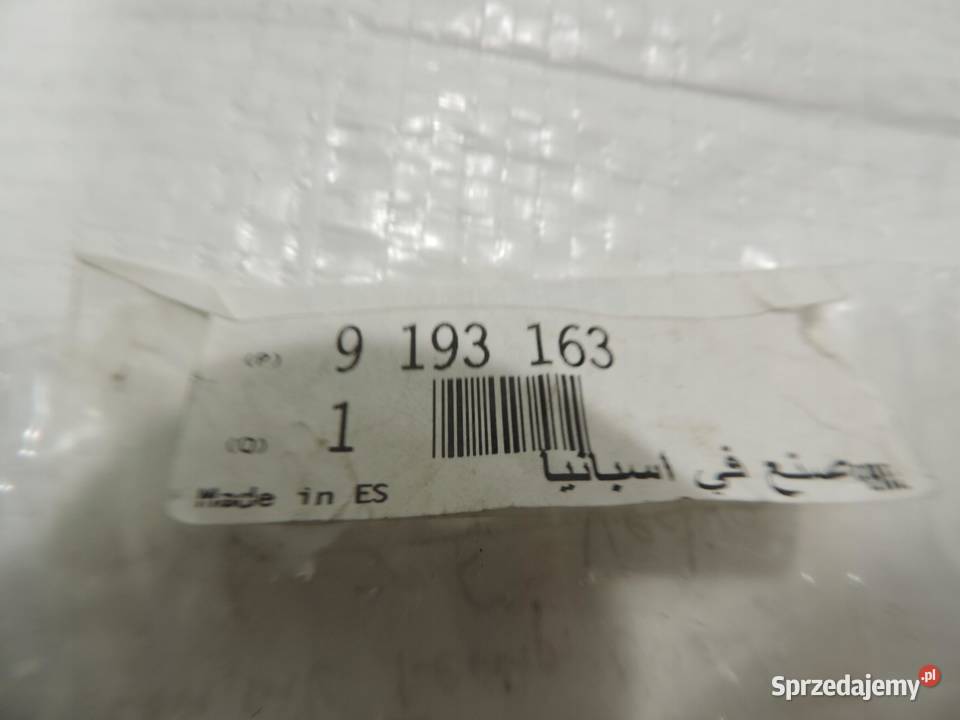 (P) 9 193 163
(Q) 1
Made in ES صنع في اسبانيا
Sprzedajemy.pl